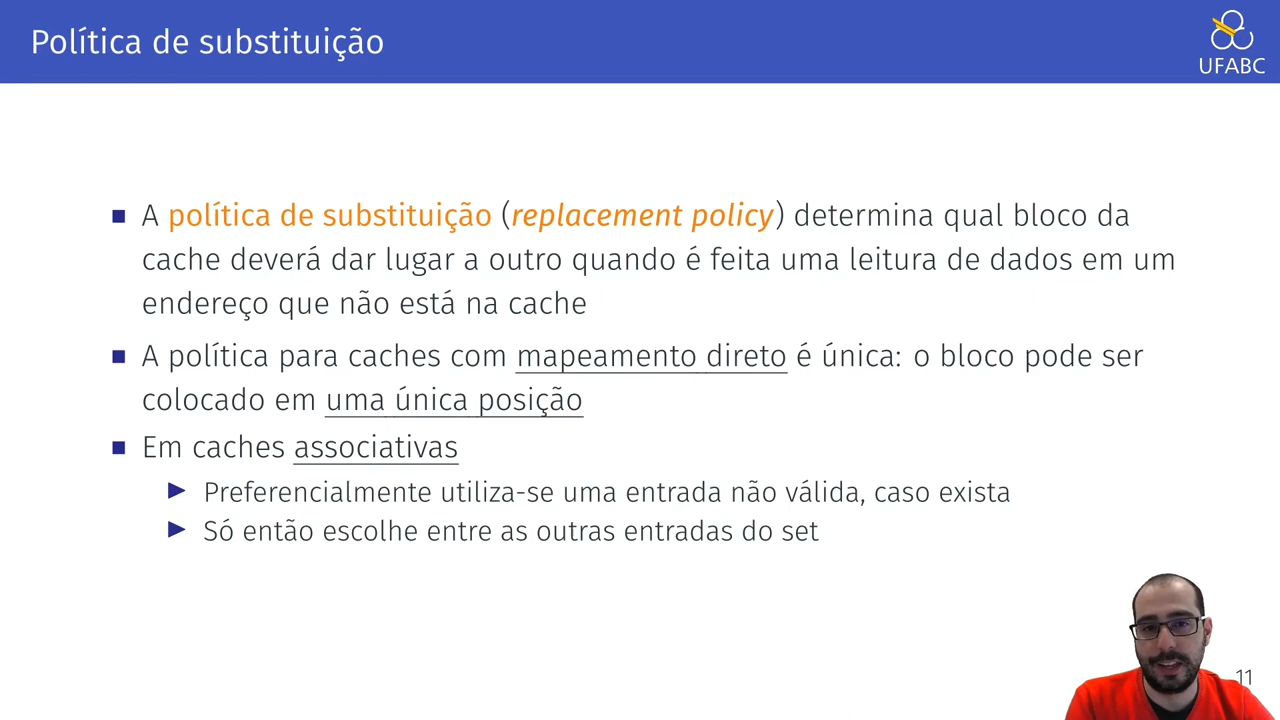 Política de substituição
UFABC
A política de substituição (replacement policy) determina qual bloco da
cache deverá dar lugar a outro quando é feita uma leitura de dados em um
endereço que não está na cache
A política para caches com mapeamento direto é única: o bloco pode ser
colocado em uma única posição
Em caches associativas
Preferencialmente utiliza-se uma entrada não válida, caso exista
Só então escolhe entre as outras entradas do set
11